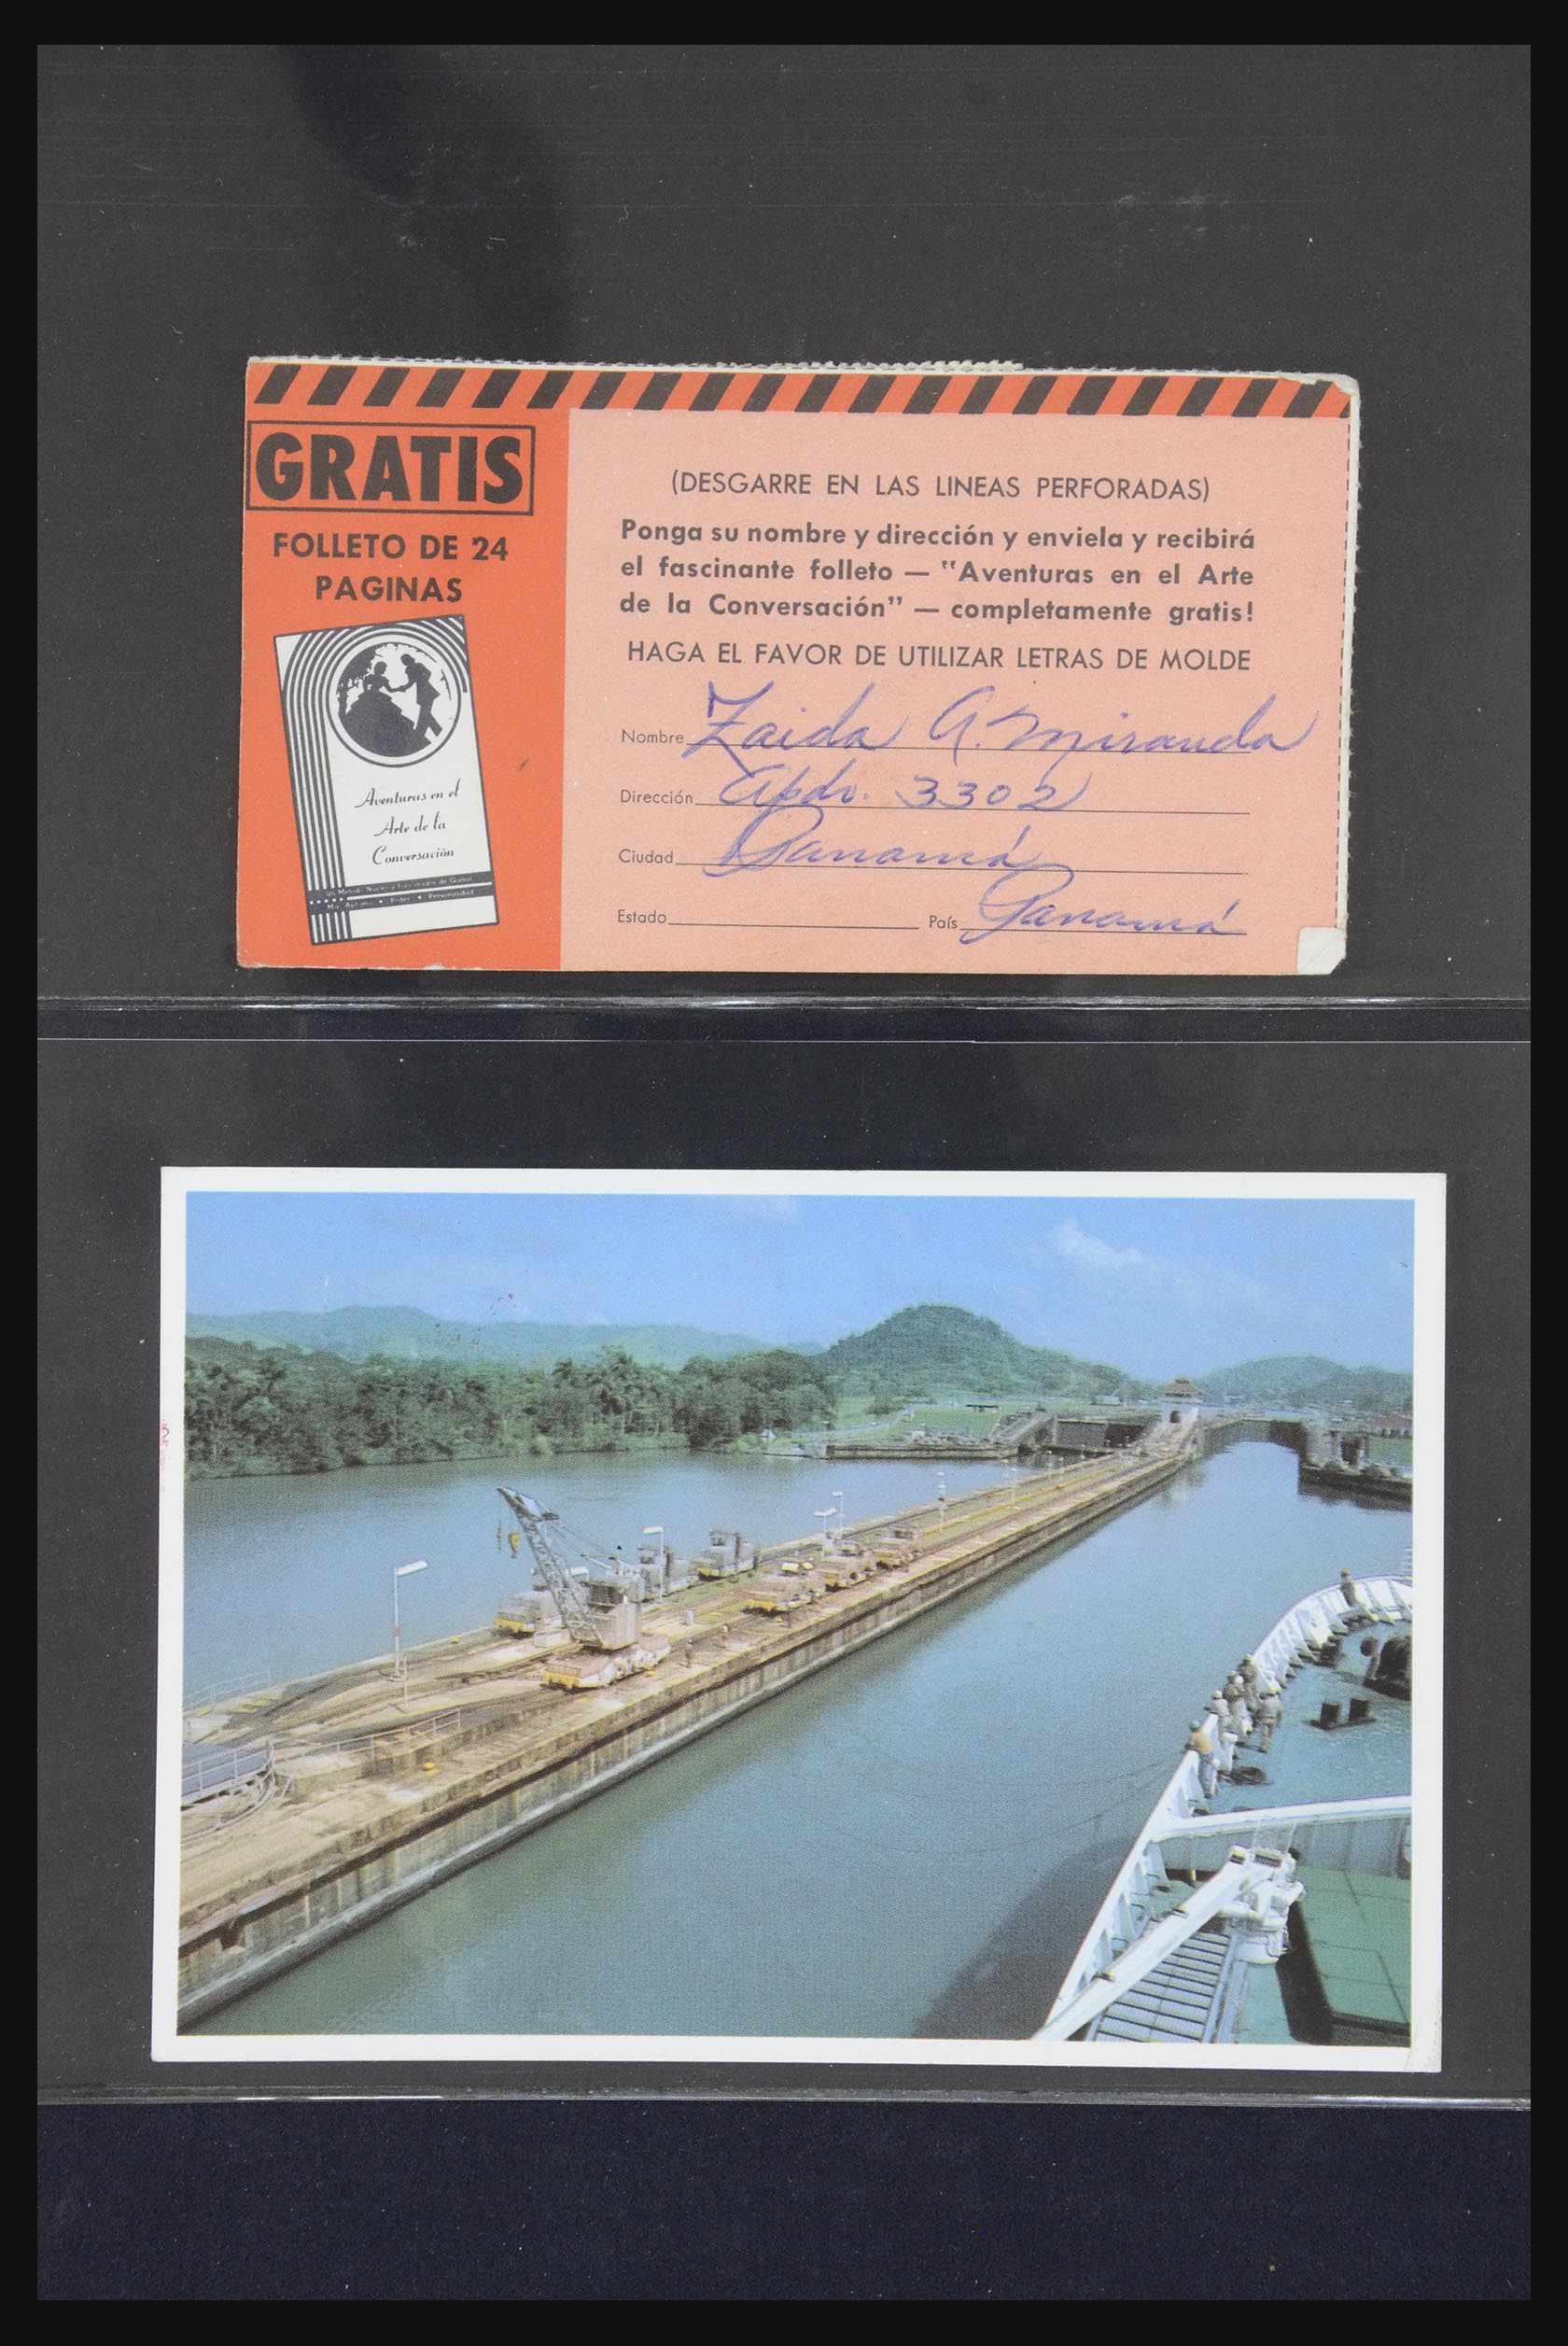 GRATIS
FOLLETO DE 24
PAGINAS
Aventuras en el
Arte de la
Conversación
(DESGARRE EN LAS LINEAS PERFORADAS)
Ponga su nombre y dirección y enviela y recibirá
el fascinante folleto — "Aventuras en el Arte
de la Conversación" — completamente gratis!
HAGA EL FAVOR DE UTILIZAR LETRAS DE MOLDE
Nombre Zaida A. Miranda
Dirección Apdo. 3302
Ciudad Panamá
Estado País Panamá